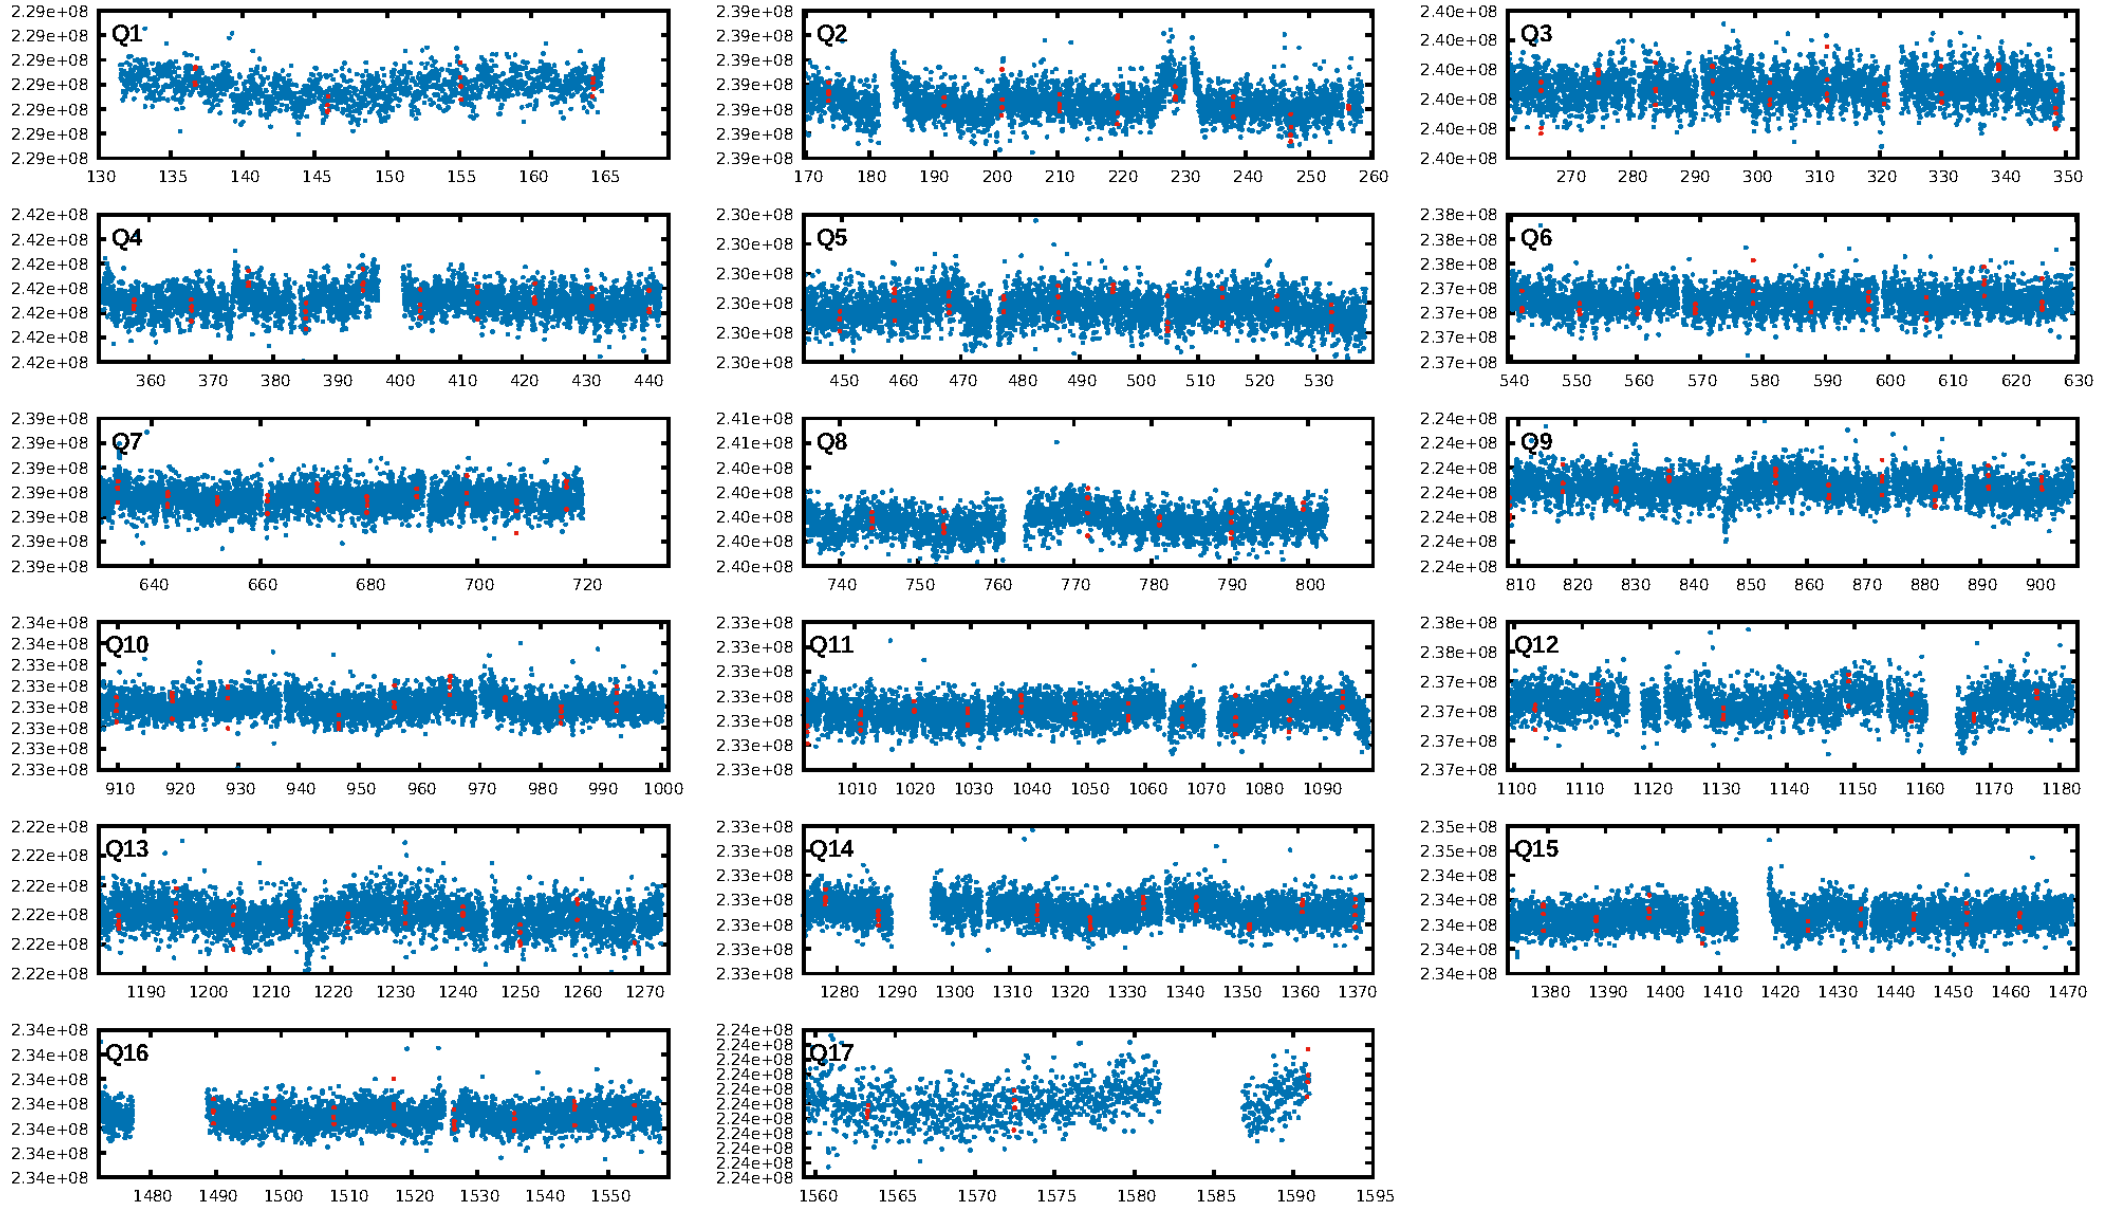 2.29e+08 2.29e+08 2.29e+08 2.29e+08 2.29e+08 2.29e+08 2.29e+08
Q1
130 135 140 145 150 155 160 165
2.39e+08 2.39e+08 2.39e+08 2.39e+08 2.39e+08 2.39e+08 2.39e+08
Q2
170 180 190 200 210 220 230 240 250 260
2.40e+08 2.40e+08 2.40e+08 2.40e+08 2.40e+08 2.40e+08
Q3
270 280 290 300 310 320 330 340 350
2.42e+08 2.42e+08 2.42e+08 2.42e+08 2.42e+08 2.42e+08 2.42e+08
Q4
360 370 380 390 400 410 420 430 440
2.30e+08 2.30e+08 2.30e+08 2.30e+08 2.30e+08 2.30e+08
Q5
450 460 470 480 490 500 510 520 530
2.38e+08 2.38e+08 2.38e+08 2.37e+08 2.37e+08 2.37e+08 2.37e+08
Q6
540 550 560 570 580 590 600 610 620 630
2.39e+08 2.39e+08 2.39e+08 2.39e+08 2.39e+08 2.39e+08 2.39e+08
Q7
640 660 680 700 720
2.41e+08 2.41e+08 2.40e+08 2.40e+08 2.40e+08 2.40e+08 2.40e+08
Q8
740 750 760 770 780 790 800
2.24e+08 2.24e+08 2.24e+08 2.24e+08 2.24e+08 2.24e+08 2.24e+08
Q9
810 820 830 840 850 860 870 880 890 900
2.34e+08 2.34e+08 2.33e+08 2.33e+08 2.33e+08 2.33e+08 2.33e+08 2.33e+08
Q10
910 920 930 940 950 960 970 980 990 1000
2.33e+08 2.33e+08 2.33e+08 2.33e+08 2.33e+08 2.33e+08 2.33e+08
Q11
1010 1020 1030 1040 1050 1060 1070 1080 1090
2.38e+08 2.38e+08 2.37e+08 2.37e+08 2.37e+08 2.37e+08
Q12
1100 1110 1120 1130 1140 1150 1160 1170 1180
2.22e+08 2.22e+08 2.22e+08 2.22e+08 2.22e+08 2.22e+08
Q13
1190 1200 1210 1220 1230 1240 1250 1260 1270
2.33e+08 2.33e+08 2.33e+08 2.33e+08 2.33e+08 2.33e+08 2.33e+08
Q14
1280 1290 1300 1310 1320 1330 1340 1350 1360 1370
2.35e+08 2.35e+08 2.34e+08 2.34e+08 2.34e+08 2.34e+08 2.34e+08
Q15
1380 1390 1400 1410 1420 1430 1440 1450 1460 1470
2.34e+08 2.34e+08 2.34e+08 2.34e+08 2.34e+08 2.34e+08 2.34e+08
Q16
1480 1490 1500 1510 1520 1530 1540 1550
2.24e+08 2.24e+08 2.24e+08 2.24e+08 2.24e+08 2.24e+08 2.24e+08 2.24e+08 2.24e+08 2.24e+08 2.24e+08
Q17
1560 1565 1570 1575 1580 1585 1590 1595